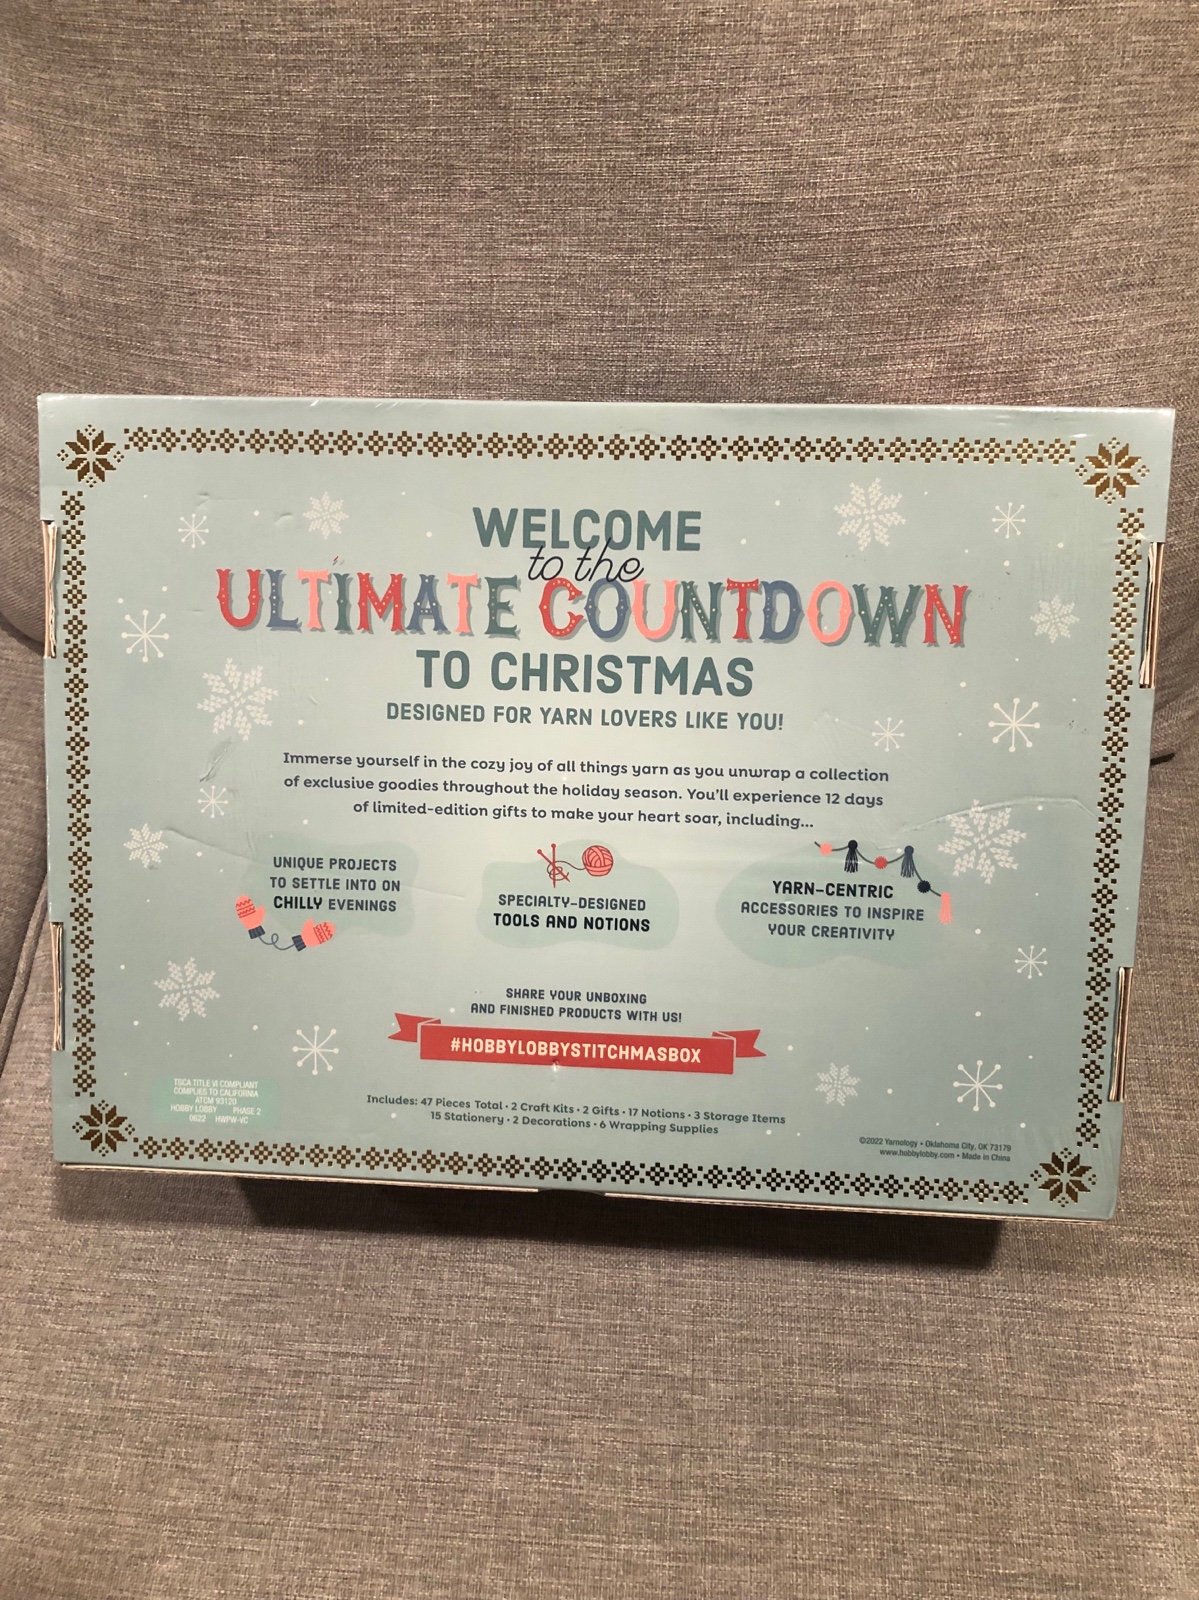 WELCOME
to the
ULTIMATE COUNTDOWN
TO CHRISTMAS
DESIGNED FOR YARN LOVERS LIKE YOU!
Immerse yourself in the cozy joy of all things yarn as you unwrap a collection
of exclusive goodies throughout the holiday season. You'll experience 12 days
of limited-edition gifts to make your heart soar, including...
UNIQUE PROJECTS
TO SETTLE INTO ON
CHILLY EVENINGS
SPECIALTY-DESIGNED
TOOLS AND NOTIONS
YARN-CENTRIC
ACCESSORIES TO INSPIRE
YOUR CREATIVITY
SHARE YOUR UNBOXING
AND FINISHED PRODUCTS WITH US!
#HOBBYLOBBYSTITCHMASBOX
TSCA TITLE VI COMPLIANT
COMPLIES TO CALIFORNIA
ATCM 93120
HOBBY LOBBY PHASE 2
0622 HWPW-VC
Includes: 47 Pieces Total • 2 Craft Kits • 2 Gifts • 17 Notions • 3 Storage Items
15 Stationery • 2 Decorations • 6 Wrapping Supplies
©2022 Yarnology • Oklahoma City, OK 73179
www.hobbylobby.com • Made in China